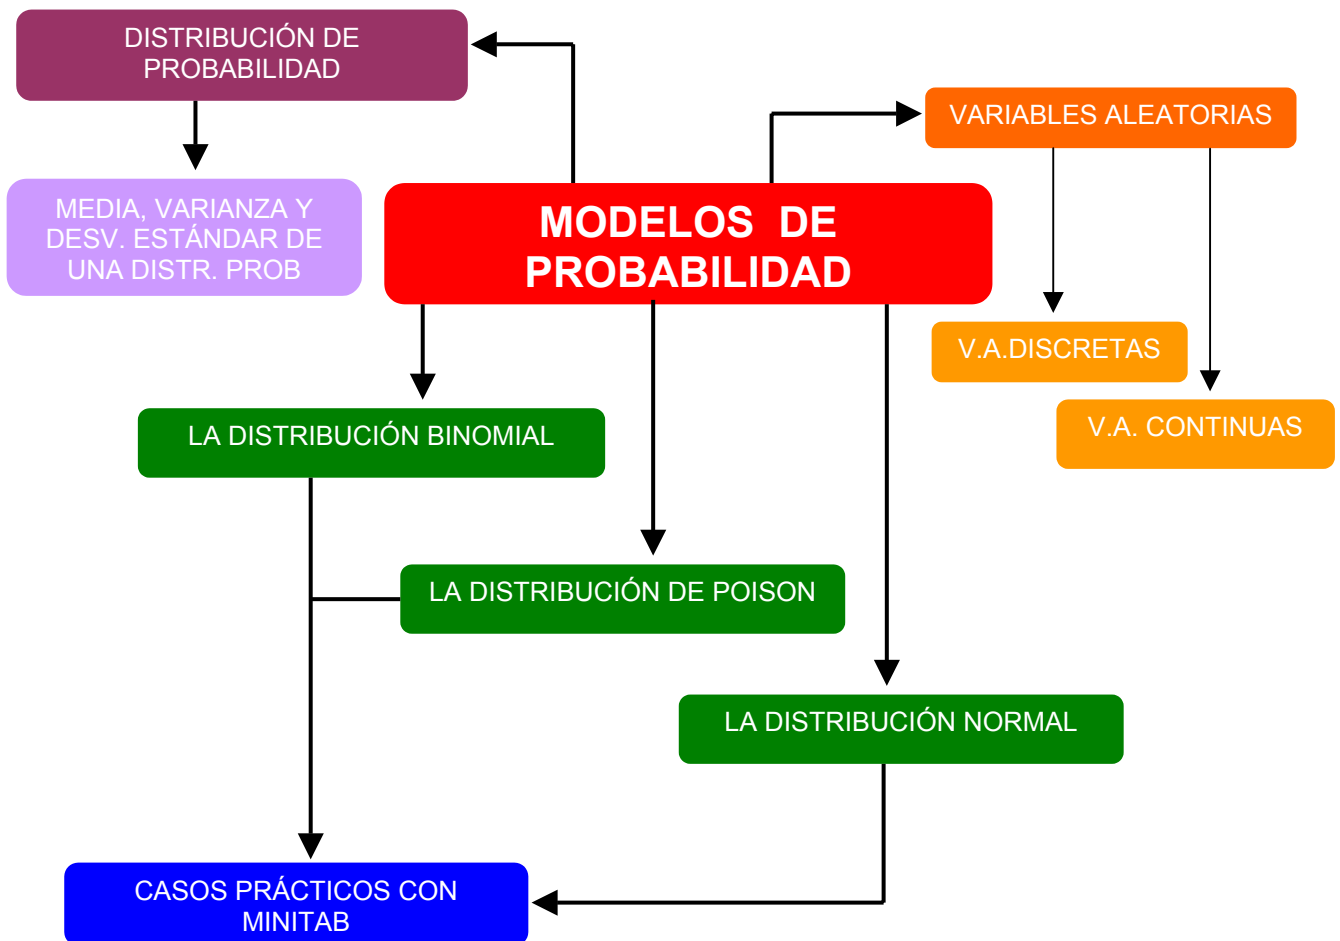 DISTRIBUCIÓN DE
PROBABILIDAD
VARIABLES ALEATORIAS
MEDIA, VARIANZA Y
DESV. ESTÁNDAR DE
UNA DISTR. PROB
MODELOS DE
PROBABILIDAD
V.A.DISCRETAS
V.A. CONTINUAS
LA DISTRIBUCIÓN BINOMIAL
LA DISTRIBUCIÓN DE POISON
LA DISTRIBUCIÓN NORMAL
CASOS PRÁCTICOS CON
MINITAB